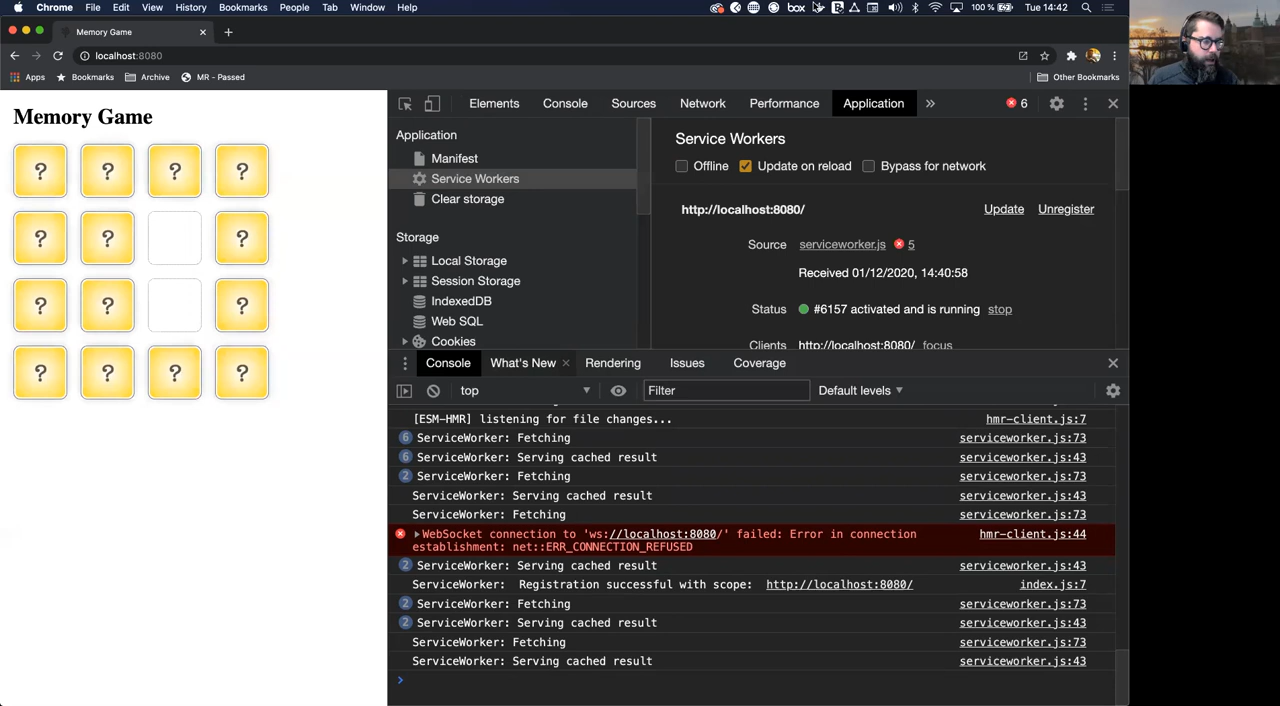 Chrome File Edit View History Bookmarks People Tab Window Help
box 100 % Tue 14:42
Memory Game
localhost:8080
Apps Bookmarks Archive MR - Passed Other Bookmarks
Memory Game
? ? ? ?
? ? ?
? ? ?
? ? ? ?
Elements Console Sources Network Performance Application » 6
Application
Manifest
Service Workers
Clear storage
Storage
Local Storage
Session Storage
IndexedDB
Web SQL
Cookies
Service Workers
Offline Update on reload Bypass for network
http://localhost:8080/ Update Unregister
Source serviceworker.js 5
Received 01/12/2020, 14:40:58
Status #6157 activated and is running stop
Clients http://localhost:8080/ focus
Console What's New Rendering Issues Coverage
top Filter Default levels
[ESM-HMR] listening for file changes... hmr-client.js:7
6 ServiceWorker: Fetching serviceworker.js:73
6 ServiceWorker: Serving cached result serviceworker.js:43
2 ServiceWorker: Fetching serviceworker.js:73
ServiceWorker: Serving cached result serviceworker.js:43
ServiceWorker: Fetching serviceworker.js:73
WebSocket connection to 'ws://localhost:8080/' failed: Error in connection hmr-client.js:44
establishment: net::ERR_CONNECTION_REFUSED
2 ServiceWorker: Serving cached result serviceworker.js:43
ServiceWorker: Registration successful with scope: http://localhost:8080/ index.js:7
2 ServiceWorker: Fetching serviceworker.js:73
2 ServiceWorker: Serving cached result serviceworker.js:43
ServiceWorker: Fetching serviceworker.js:73
ServiceWorker: Serving cached result serviceworker.js:43